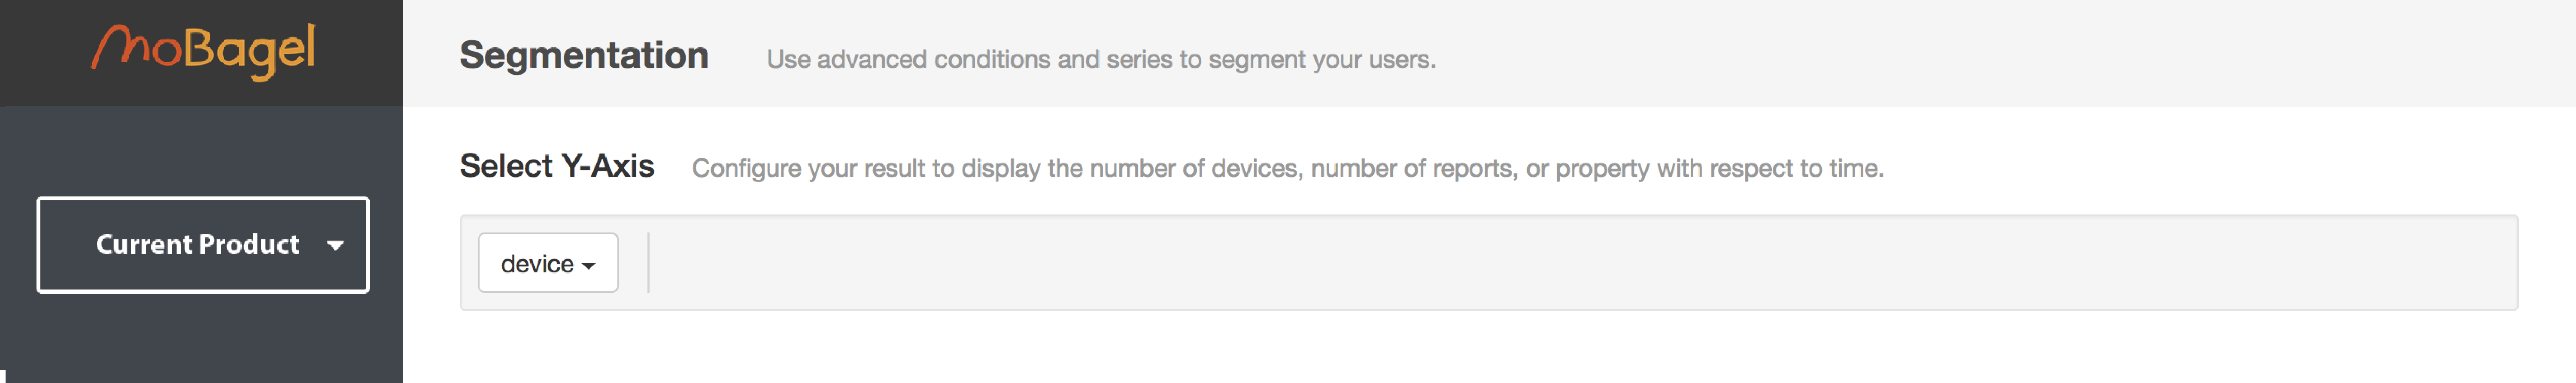 MoBagel
Segmentation Use advanced conditions and series to segment your users.
Select Y-Axis Configure your result to display the number of devices, number of reports, or property with respect to time.
Current Product
device